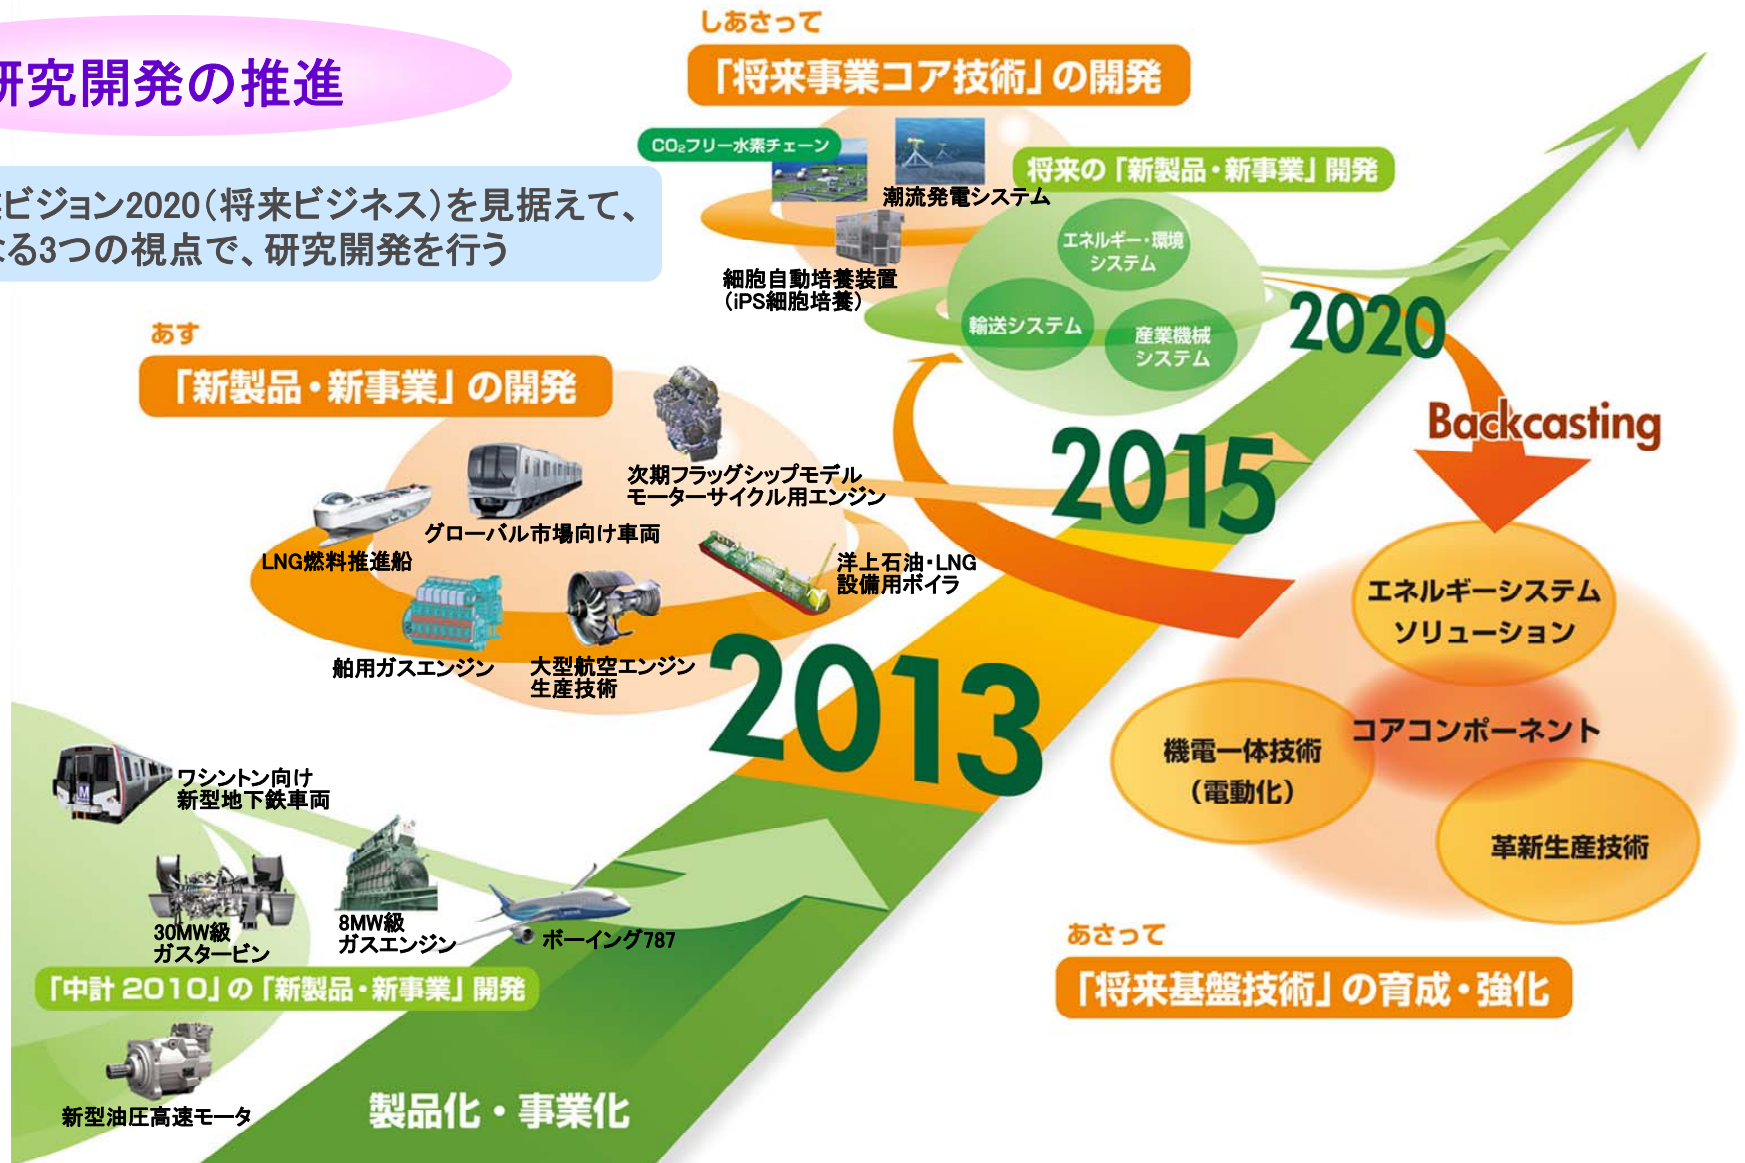 研究開発の推進
ビジョン2020（将来ビジネス）を見据えて、
なる3つの視点で、研究開発を行う
しあさって
「将来事業コア技術」の開発
CO₂フリー水素チェーン
潮流発電システム
細胞自動培養装置
（iPS細胞培養）
将来の「新製品・新事業」開発
エネルギー・環境
システム
輸送システム
産業機械
システム
2020
Backcasting
あす
「新製品・新事業」の開発
次期フラッグシップモデル
モーターサイクル用エンジン
グローバル市場向け車両
LNG燃料推進船
洋上石油・LNG
設備用ボイラ
舶用ガスエンジン
大型航空エンジン
生産技術
2015
2013
エネルギーシステム
ソリューション
コアコンポーネント
機電一体技術
（電動化）
革新生産技術
あさって
「将来基盤技術」の育成・強化
ワシントン向け
新型地下鉄車両
30MW級
ガスタービン
8MW級
ガスエンジン
ボーイング787
「中計 2010」の「新製品・新事業」開発
新型油圧高速モータ
製品化・事業化